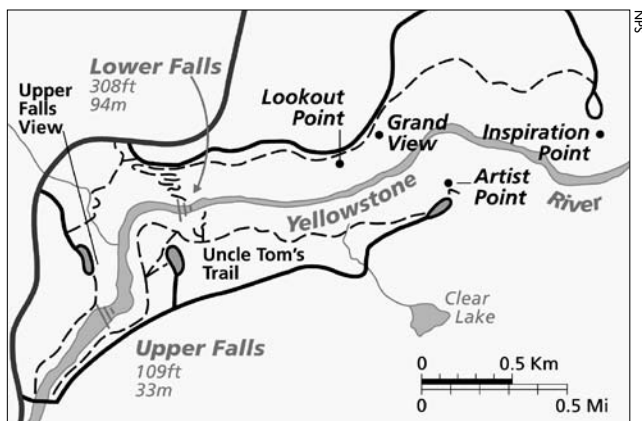 NPS
Lower Falls
308ft
94m
Upper
Falls
View
Lookout
Point
Grand
View
Inspiration
Point
Artist
Point
Yellowstone
River
Uncle Tom's
Trail
Clear
Lake
Upper Falls
109ft
33m
0 0.5 Km
0 0.5 Mi